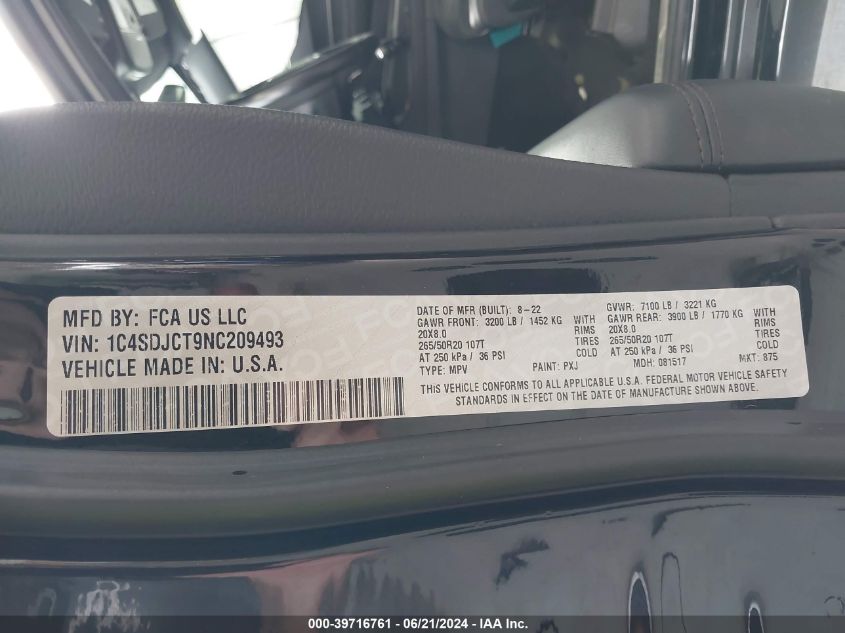 MFD BY: FCA US LLC
VIN: 1C4SDJCT9NC209493
VEHICLE MADE IN: U.S.A.
DATE OF MFR (BUILT): 8-22
GAWR FRONT: 3200 LB / 1452 KG WITH
20X8.0 RIMS
265/50R20 107T TIRES
AT 250 kPa / 36 PSI COLD
TYPE: MPV PAINT: PXJ
GVWR: 7100 LB / 3221 KG
GAWR REAR: 3900 LB / 1770 KG WITH
20X8.0 RIMS
265/50R20 107T TIRES
AT 250 kPa / 36 PSI COLD
MDH: 081517 MXT: 875
THIS VEHICLE CONFORMS TO ALL APPLICABLE U.S.A. FEDERAL MOTOR VEHICLE SAFETY
STANDARDS IN EFFECT ON THE DATE OF MANUFACTURE SHOWN ABOVE.
000-39716761 - 06/21/2024 - IAA Inc.